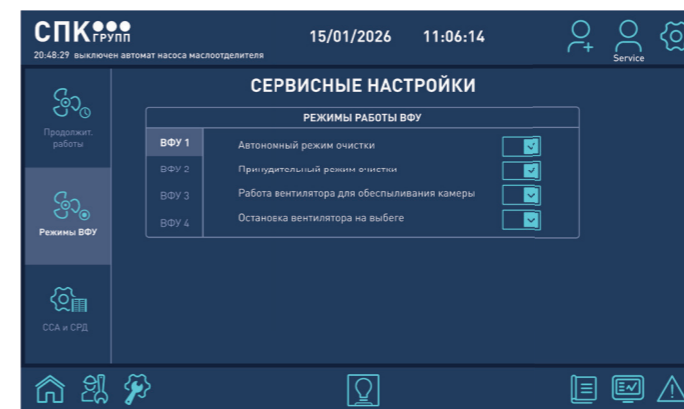 СПК
ГРУПП
15/01/2026 11:06:14
20:48:29 выключен автомат насоса маслоотделителя
Service
СЕРВИСНЫЕ НАСТРОЙКИ
Продолжит.
работы
Режимы ВФУ
ССА и СРД
РЕЖИМЫ РАБОТЫ ВФУ
ВФУ 1 Автономный режим очистки
ВФУ 2 Принудительный режим очистки
ВФУ 3 Работа вентилятора для обеспыливания камеры
ВФУ 4 Остановка вентилятора на выбеге